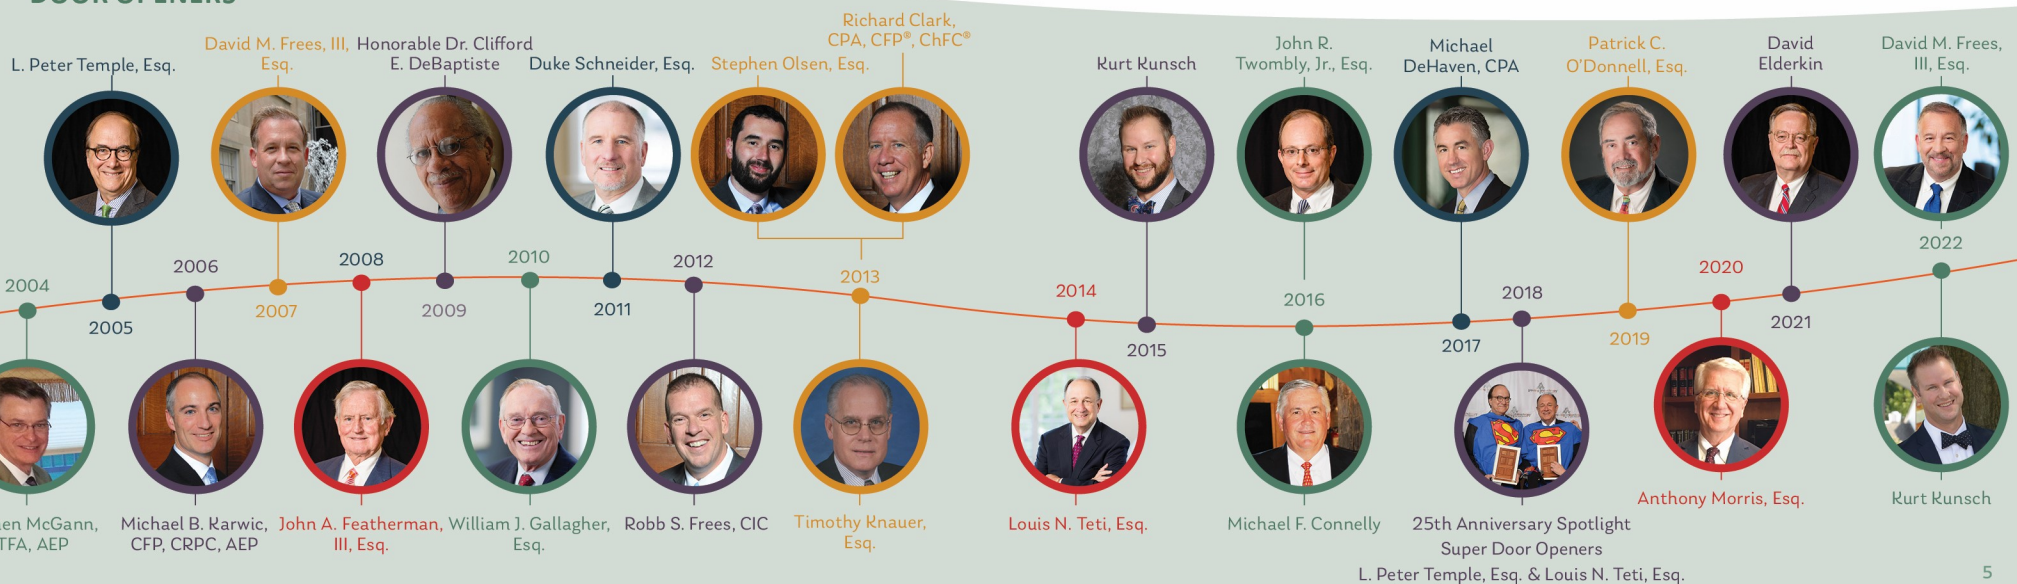 DOOR OPENERS
Richard Clark,
CPA, CFP®, ChFC®
David M. Frees, III,
Esq.
Honorable Dr. Clifford
E. DeBaptiste
L. Peter Temple, Esq.
Duke Schneider, Esq.
Stephen Olsen, Esq.
Kurt Kunsch
John R.
Twombly, Jr., Esq.
Michael
DeHaven, CPA
Patrick C.
O'Donnell, Esq.
David
Elderkin
David M. Frees,
III, Esq.
2004
2005
2006
2007
2008
2009
2010
2011
2012
2013
2014
2015
2016
2017
2018
2019
2020
2021
2022
McGann,
TFA, AEP
Michael B. Karwic,
CFP, CRPC, AEP
John A. Featherman,
III, Esq.
William J. Gallagher,
Esq.
Robb S. Frees, CIC
Timothy Knauer,
Esq.
Louis N. Teti, Esq.
Michael F. Connelly
25th Anniversary Spotlight
Super Door Openers
L. Peter Temple, Esq. & Louis N. Teti, Esq.
Anthony Morris, Esq.
Kurt Kunsch
5